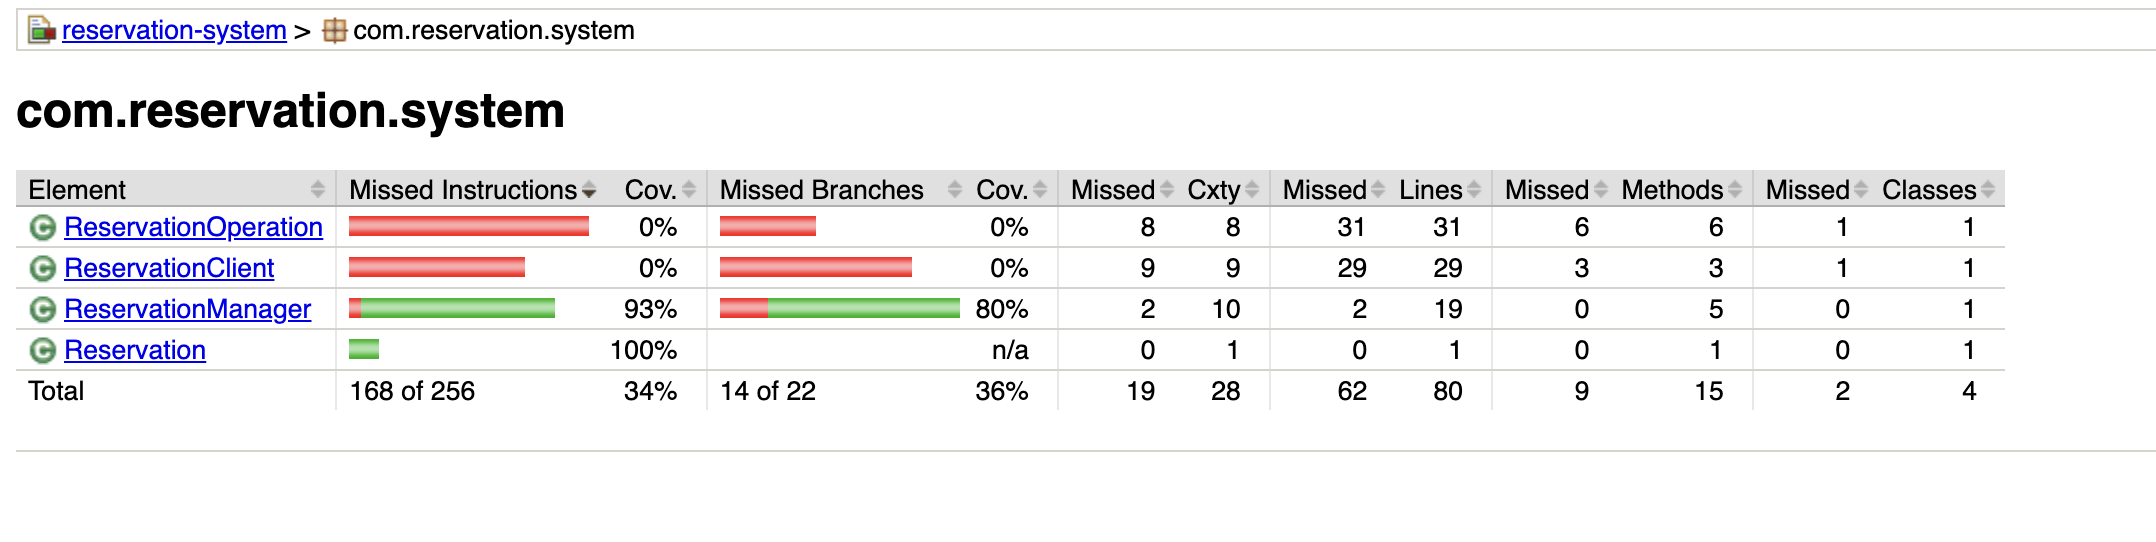 reservation-system > com.reservation.system
com.reservation.system
Element Missed Instructions Cov. Missed Branches Cov. Missed Cxty Missed Lines Missed Methods Missed Classes
C ReservationOperation 0% 0% 8 8 31 31 6 6 1 1
C ReservationClient 0% 0% 9 9 29 29 3 3 1 1
C ReservationManager 93% 80% 2 10 2 19 0 5 0 1
C Reservation 100% n/a 0 1 0 1 0 1 0 1
Total 168 of 256 34% 14 of 22 36% 19 28 62 80 9 15 2 4